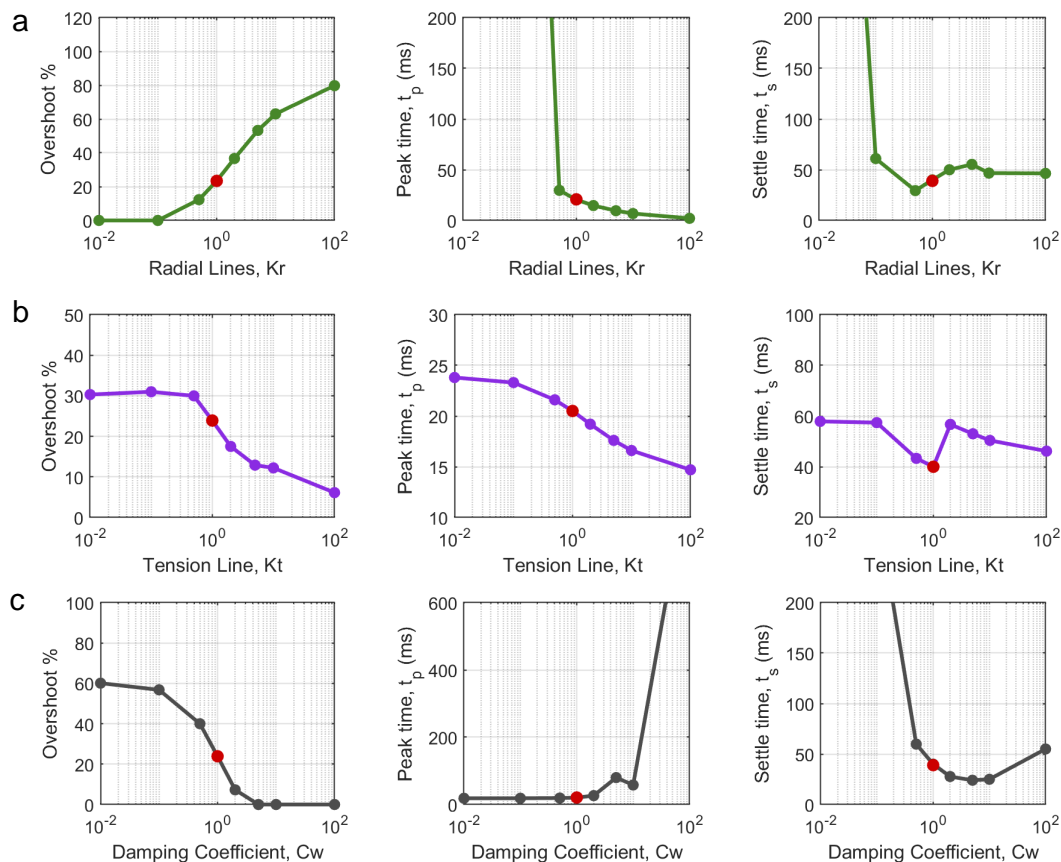 a
120
100
80
60
40
20
0
Overshoot %
10^-2 10^0 10^2
Radial Lines, Kr
200
150
100
50
0
Peak time, t_p (ms)
10^-2 10^0 10^2
Radial Lines, Kr
200
150
100
50
0
Settle time, t_s (ms)
10^-2 10^0 10^2
Radial Lines, Kr
b
50
40
30
20
10
0
Overshoot %
10^-2 10^0 10^2
Tension Line, Kt
30
25
20
15
10
Peak time, t_p (ms)
10^-2 10^0 10^2
Tension Line, Kt
100
80
60
40
20
Settle time, t_s (ms)
10^-2 10^0 10^2
Tension Line, Kt
c
100
80
60
40
20
0
Overshoot %
10^-2 10^0 10^2
Damping Coefficient, Cw
600
400
200
0
Peak time, t_p (ms)
10^-2 10^0 10^2
Damping Coefficient, Cw
200
150
100
50
0
Settle time, t_s (ms)
10^-2 10^0 10^2
Damping Coefficient, Cw